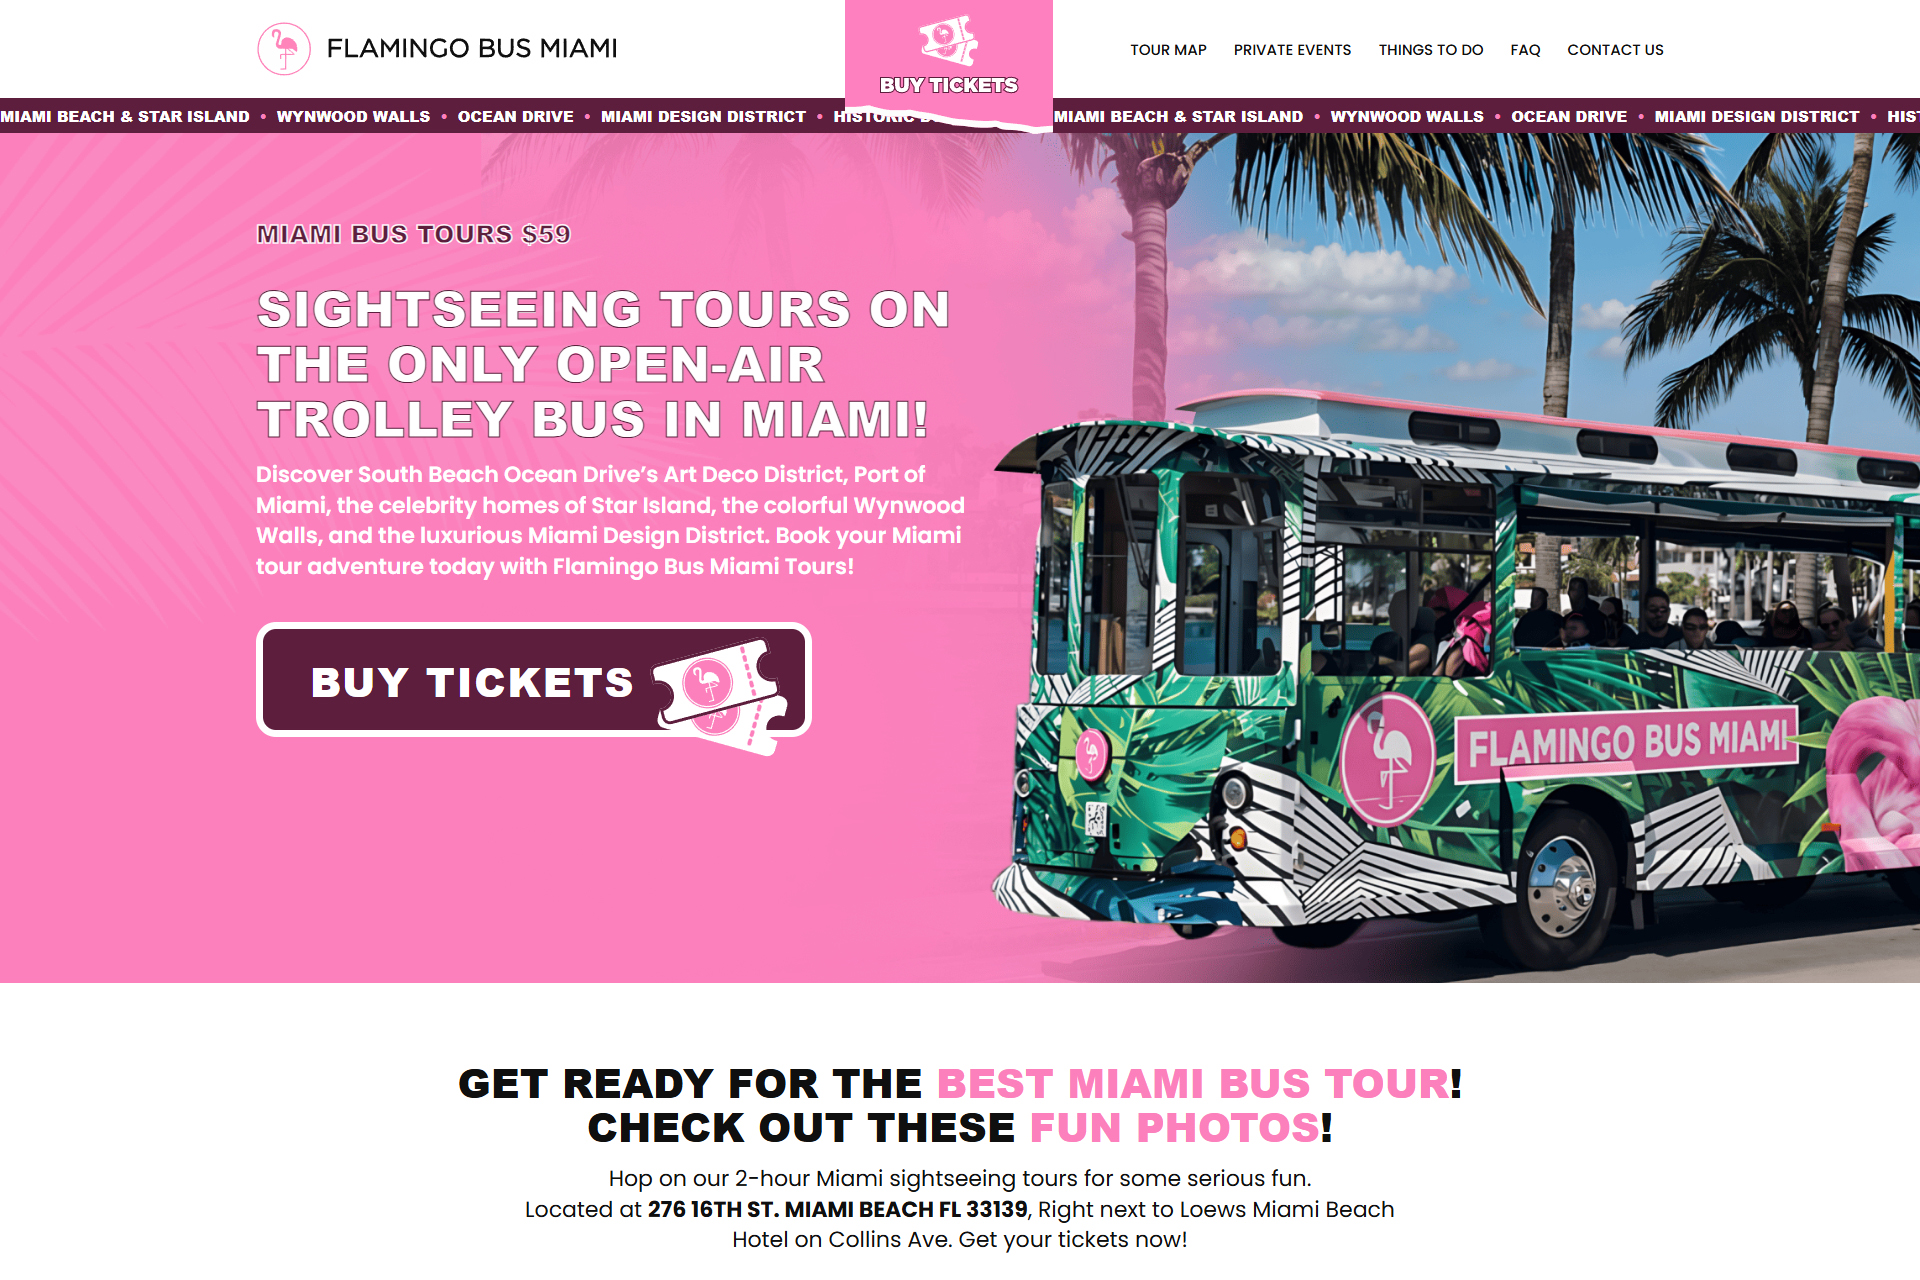 FLAMINGO BUS MIAMI
BUY TICKETS
TOUR MAP PRIVATE EVENTS THINGS TO DO FAQ CONTACT US
MIAMI BEACH & STAR ISLAND • WYNWOOD WALLS • OCEAN DRIVE • MIAMI DESIGN DISTRICT • HISTORIC
MIAMI BEACH & STAR ISLAND • WYNWOOD WALLS • OCEAN DRIVE • MIAMI DESIGN DISTRICT •
MIAMI BUS TOURS $59
SIGHTSEEING TOURS ON
THE ONLY OPEN-AIR
TROLLEY BUS IN MIAMI!
Discover South Beach Ocean Drive’s Art Deco District, Port of
Miami, the celebrity homes of Star Island, the colorful Wynwood
Walls, and the luxurious Miami Design District. Book your Miami
tour adventure today with Flamingo Bus Miami Tours!
BUY TICKETS
FLAMINGO BUS MIAMI
GET READY FOR THE BEST MIAMI BUS TOUR!
CHECK OUT THESE FUN PHOTOS!
Hop on our 2-hour Miami sightseeing tours for some serious fun.
Located at 276 16TH ST. MIAMI BEACH FL 33139, Right next to Loews Miami Beach
Hotel on Collins Ave. Get your tickets now!